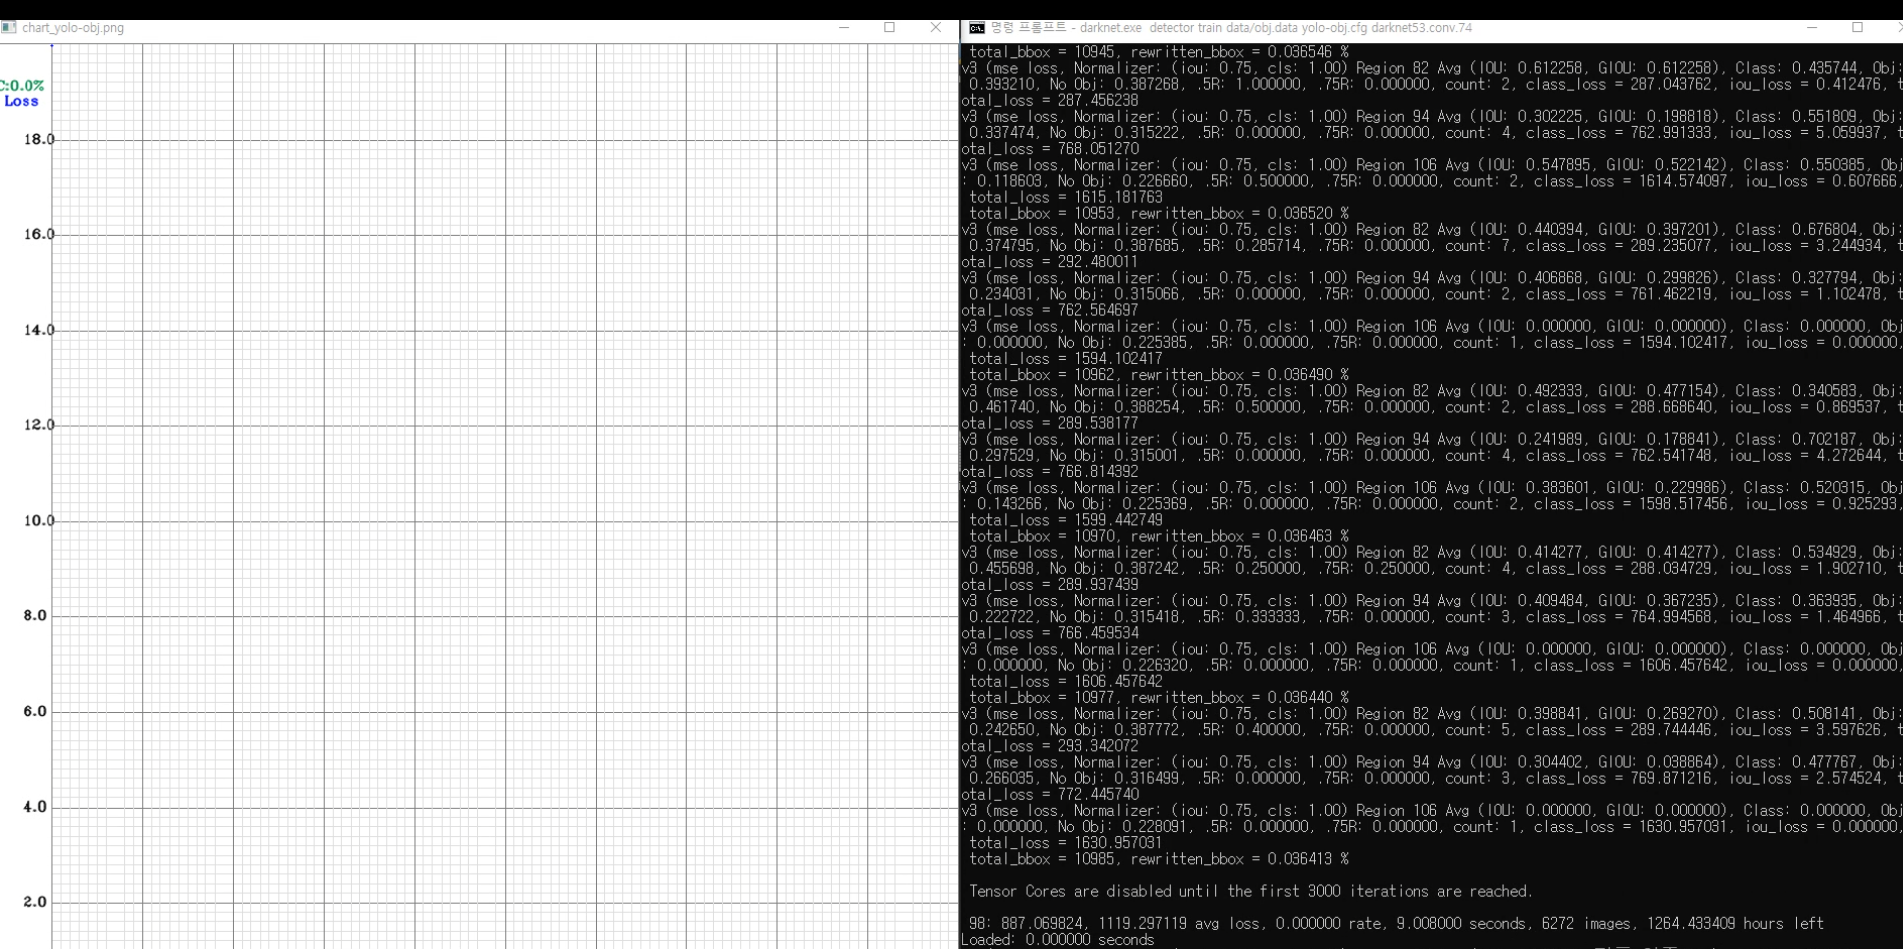 chart_yolo-obj.png
C:0.0%
Loss
18.0
16.0
14.0
12.0
10.0
8.0
6.0
4.0
2.0
명령 프롬프트 - darknet.exe  detector train data/obj.data yolo-obj.cfg darknet53.conv.74
total_bbox = 10945, rewritten_bbox = 0.036546 %
v3 (mse loss, Normalizer: (iou: 0.75, cls: 1.00) Region 82 Avg (IOU: 0.612258, GIOU: 0.612258), Class: 0.435744, Obj:
0.393210, No Obj: 0.387268, .5R: 1.000000, .75R: 0.000000, count: 2, class_loss = 287.043762, iou_loss = 0.412476, t
otal_loss = 287.456238
v3 (mse loss, Normalizer: (iou: 0.75, cls: 1.00) Region 94 Avg (IOU: 0.302225, GIOU: 0.198818), Class: 0.551809, Obj:
0.337474, No Obj: 0.315222, .5R: 0.000000, .75R: 0.000000, count: 4, class_loss = 762.991333, iou_loss = 5.059937, t
otal_loss = 768.051270
v3 (mse loss, Normalizer: (iou: 0.75, cls: 1.00) Region 106 Avg (IOU: 0.547895, GIOU: 0.522142), Class: 0.550385, Obj
: 0.118603, No Obj: 0.226660, .5R: 0.500000, .75R: 0.000000, count: 2, class_loss = 1614.574097, iou_loss = 0.607666,
total_loss = 1615.181763
total_bbox = 10953, rewritten_bbox = 0.036520 %
v3 (mse loss, Normalizer: (iou: 0.75, cls: 1.00) Region 82 Avg (IOU: 0.440394, GIOU: 0.397201), Class: 0.676804, Obj:
0.374795, No Obj: 0.387685, .5R: 0.285714, .75R: 0.000000, count: 7, class_loss = 289.235077, iou_loss = 3.244934, t
otal_loss = 292.480011
v3 (mse loss, Normalizer: (iou: 0.75, cls: 1.00) Region 94 Avg (IOU: 0.406868, GIOU: 0.299826), Class: 0.327794, Obj:
0.234031, No Obj: 0.315066, .5R: 0.000000, .75R: 0.000000, count: 2, class_loss = 761.462219, iou_loss = 1.102478, t
otal_loss = 762.564697
v3 (mse loss, Normalizer: (iou: 0.75, cls: 1.00) Region 106 Avg (IOU: 0.000000, GIOU: 0.000000), Class: 0.000000, Obj
: 0.000000, No Obj: 0.225385, .5R: 0.000000, .75R: 0.000000, count: 1, class_loss = 1594.102417, iou_loss = 0.000000,
total_loss = 1594.102417
total_bbox = 10962, rewritten_bbox = 0.036490 %
v3 (mse loss, Normalizer: (iou: 0.75, cls: 1.00) Region 82 Avg (IOU: 0.492333, GIOU: 0.477154), Class: 0.340583, Obj:
0.461740, No Obj: 0.388254, .5R: 0.500000, .75R: 0.000000, count: 2, class_loss = 288.668640, iou_loss = 0.869537, t
otal_loss = 289.538177
v3 (mse loss, Normalizer: (iou: 0.75, cls: 1.00) Region 94 Avg (IOU: 0.241989, GIOU: 0.178841), Class: 0.702187, Obj:
0.297529, No Obj: 0.315001, .5R: 0.000000, .75R: 0.000000, count: 4, class_loss = 762.541748, iou_loss = 4.272644, t
otal_loss = 766.814392
v3 (mse loss, Normalizer: (iou: 0.75, cls: 1.00) Region 106 Avg (IOU: 0.383601, GIOU: 0.229986), Class: 0.520315, Obj
: 0.143266, No Obj: 0.225369, .5R: 0.000000, .75R: 0.000000, count: 2, class_loss = 1598.517456, iou_loss = 0.925293,
total_loss = 1599.442749
total_bbox = 10970, rewritten_bbox = 0.036463 %
v3 (mse loss, Normalizer: (iou: 0.75, cls: 1.00) Region 82 Avg (IOU: 0.414277, GIOU: 0.414277), Class: 0.534929, Obj:
0.455698, No Obj: 0.387242, .5R: 0.250000, .75R: 0.250000, count: 4, class_loss = 288.034729, iou_loss = 1.902710, t
otal_loss = 289.937439
v3 (mse loss, Normalizer: (iou: 0.75, cls: 1.00) Region 94 Avg (IOU: 0.409484, GIOU: 0.367235), Class: 0.363935, Obj:
0.222722, No Obj: 0.315418, .5R: 0.333333, .75R: 0.000000, count: 3, class_loss = 764.994568, iou_loss = 1.464966, t
otal_loss = 766.459534
v3 (mse loss, Normalizer: (iou: 0.75, cls: 1.00) Region 106 Avg (IOU: 0.000000, GIOU: 0.000000), Class: 0.000000, Obj
: 0.000000, No Obj: 0.226320, .5R: 0.000000, .75R: 0.000000, count: 1, class_loss = 1606.457642, iou_loss = 0.000000,
total_loss = 1606.457642
total_bbox = 10977, rewritten_bbox = 0.036440 %
v3 (mse loss, Normalizer: (iou: 0.75, cls: 1.00) Region 82 Avg (IOU: 0.398841, GIOU: 0.269270), Class: 0.508141, Obj:
0.242650, No Obj: 0.387772, .5R: 0.400000, .75R: 0.000000, count: 5, class_loss = 289.744446, iou_loss = 3.597626, t
otal_loss = 293.342072
v3 (mse loss, Normalizer: (iou: 0.75, cls: 1.00) Region 94 Avg (IOU: 0.304402, GIOU: 0.038864), Class: 0.477767, Obj:
0.266035, No Obj: 0.316499, .5R: 0.000000, .75R: 0.000000, count: 3, class_loss = 769.871216, iou_loss = 2.574524, t
otal_loss = 772.445740
v3 (mse loss, Normalizer: (iou: 0.75, cls: 1.00) Region 106 Avg (IOU: 0.000000, GIOU: 0.000000), Class: 0.000000, Obj
: 0.000000, No Obj: 0.228091, .5R: 0.000000, .75R: 0.000000, count: 1, class_loss = 1630.957031, iou_loss = 0.000000,
total_loss = 1630.957031
total_bbox = 10985, rewritten_bbox = 0.036413 %
Tensor Cores are disabled until the first 3000 iterations are reached.
98: 887.069824, 1119.297119 avg loss, 0.000000 rate, 9.008000 seconds, 6272 images, 1264.433409 hours left
Loaded: 0.000000 seconds